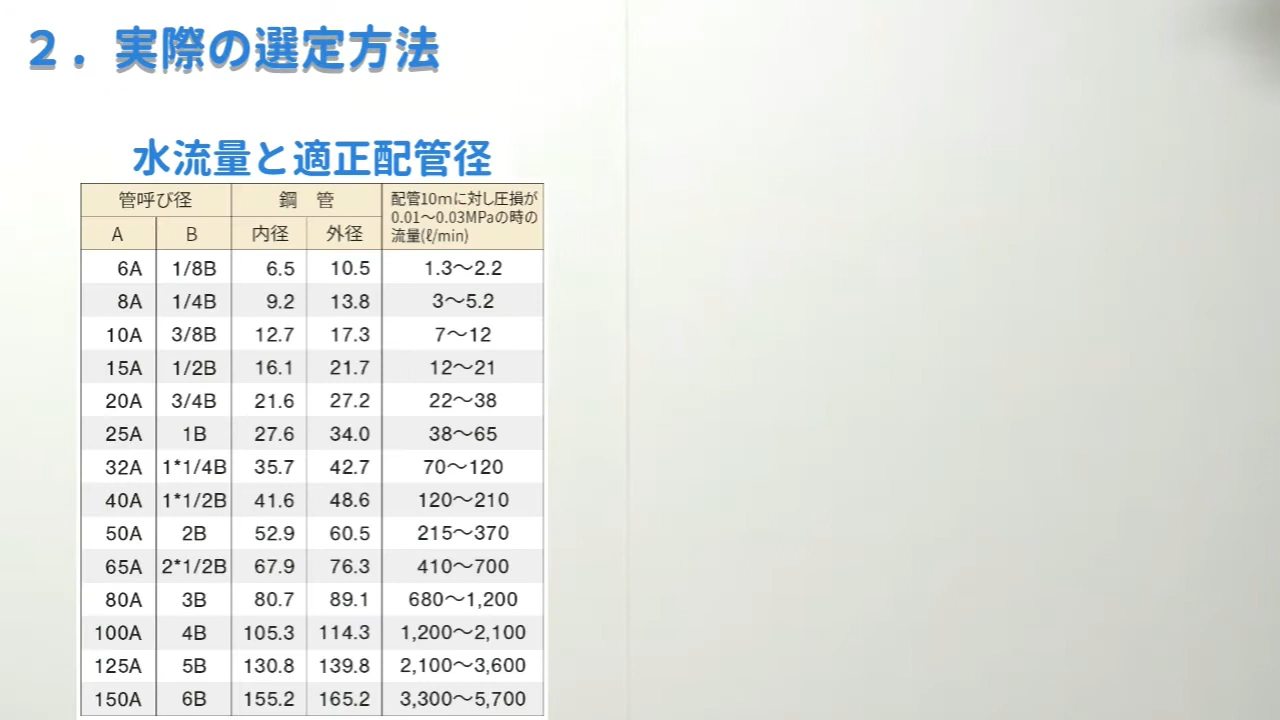 2．実際の選定方法
水流量と適正配管径
管呼び径 鋼　管 配管10mに対し圧損が
0.01〜0.03MPaの時の
流量(ℓ/min)
A B 内径 外径
6A 1/8B 6.5 10.5 1.3〜2.2
8A 1/4B 9.2 13.8 3〜5.2
10A 3/8B 12.7 17.3 7〜12
15A 1/2B 16.1 21.7 12〜21
20A 3/4B 21.6 27.2 22〜38
25A 1B 27.6 34.0 38〜65
32A 1*1/4B 35.7 42.7 70〜120
40A 1*1/2B 41.6 48.6 120〜210
50A 2B 52.9 60.5 215〜370
65A 2*1/2B 67.9 76.3 410〜700
80A 3B 80.7 89.1 680〜1,200
100A 4B 105.3 114.3 1,200〜2,100
125A 5B 130.8 139.8 2,100〜3,600
150A 6B 155.2 165.2 3,300〜5,700